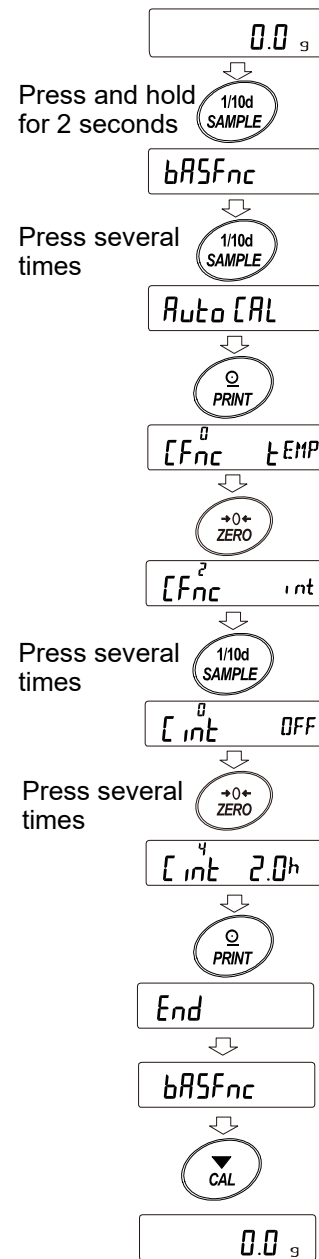 0.0 g
Press and hold
for 2 seconds
1/10d
SAMPLE
bASFnc
Press several
times
1/10d
SAMPLE
Auto CAL
PRINT
CFnc 0 tEMP
→0←
ZERO
CFnc 2 int
Press several
times
1/10d
SAMPLE
C int 0 OFF
Press several
times
→0←
ZERO
C int 4 2.0h
PRINT
End
bASFnc
CAL
0.0 g